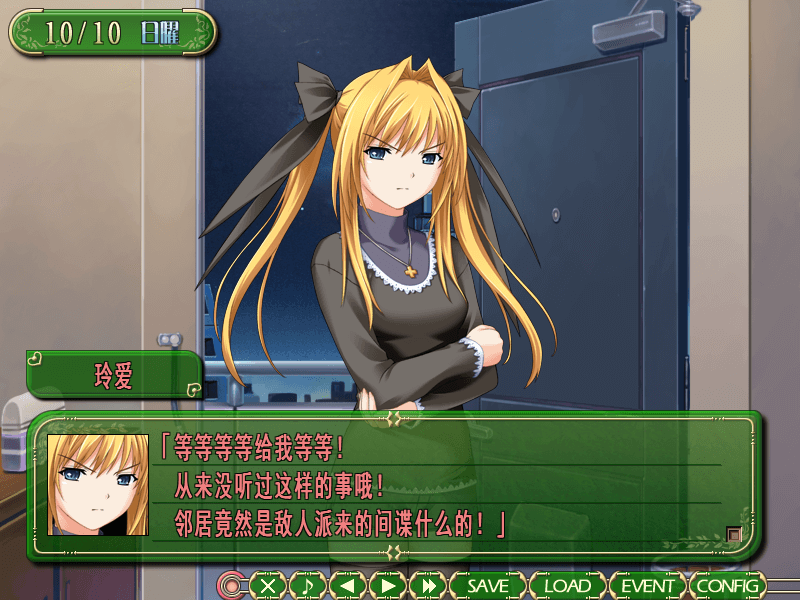 10/10 日曜
玲爱
「等等等等给我等等！
从来没听过这样的事哦！
邻居竟然是敌人派来的间谍什么的！」
SAVE LOAD EVENT CONFIG